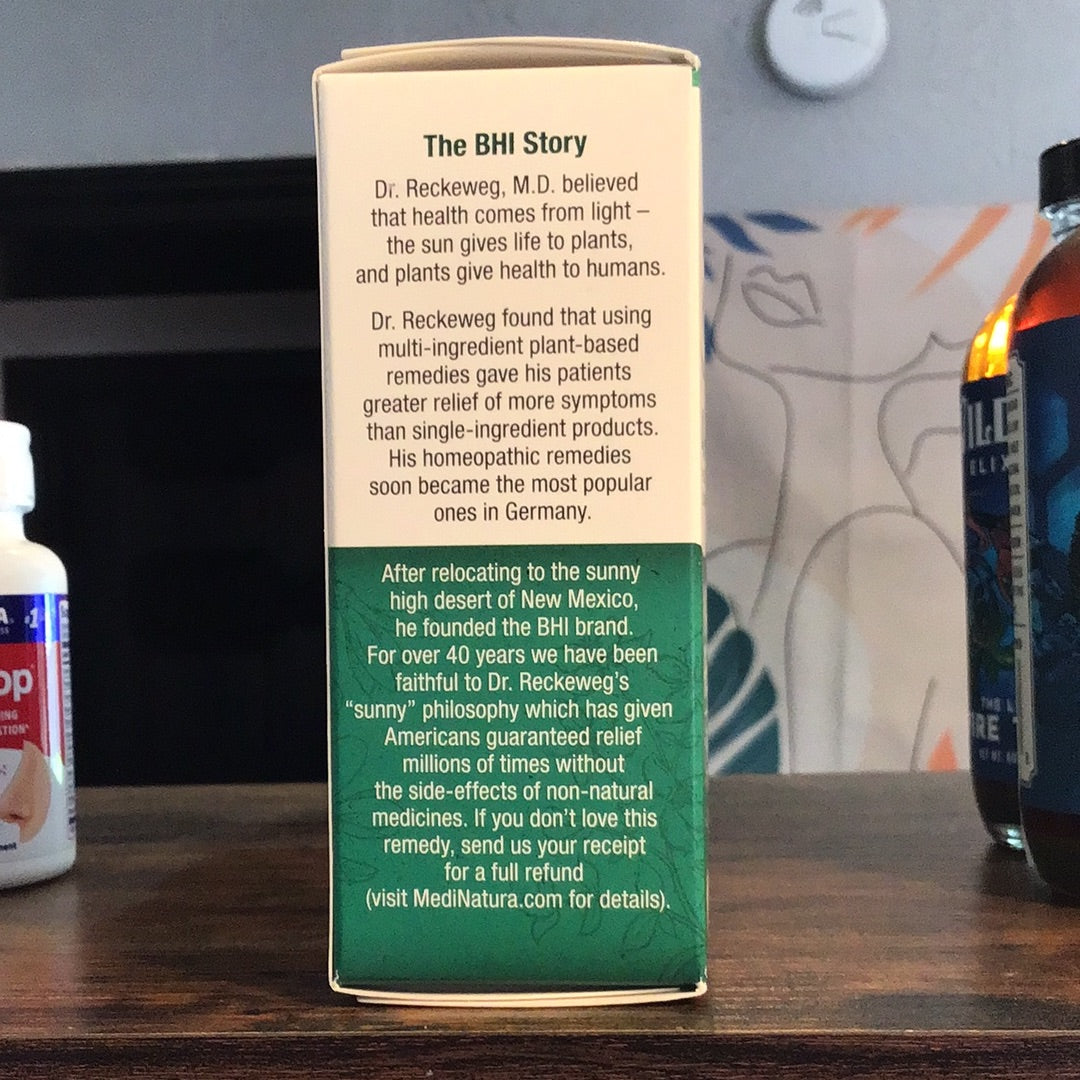 The BHI Story
Dr. Reckeweg, M.D. believed
that health comes from light –
the sun gives life to plants,
and plants give health to humans.
Dr. Reckeweg found that using
multi-ingredient plant-based
remedies gave his patients
greater relief of more symptoms
than single-ingredient products.
His homeopathic remedies
soon became the most popular
ones in Germany.
After relocating to the sunny
high desert of New Mexico,
he founded the BHI brand.
For over 40 years we have been
faithful to Dr. Reckeweg's
“sunny” philosophy which has given
Americans guaranteed relief
millions of times without
the side-effects of non-natural
medicines. If you don't love this
remedy, send us your receipt
for a full refund
(visit MediNatura.com for details).